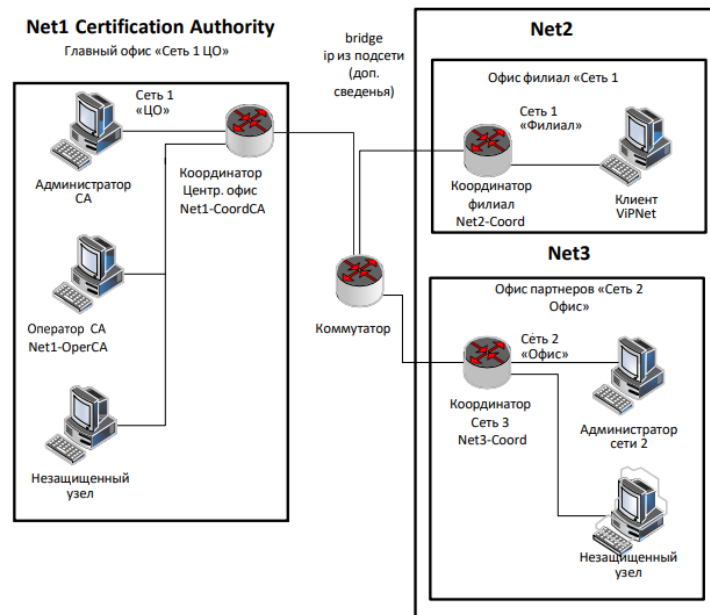 Net1 Certification Authority
Главный офис «Сеть 1 ЦО»
Сеть 1
«ЦО»
Администратор
CA
Координатор
Центр. офис
Net1-CoordCA
Оператор CA
Net1-OperCA
Незащищенный
узел
bridge
ip из подсети
(доп.
сведенья)
Коммутатор
Net2
Офис филиал «Сеть 1
Сеть 1
«Филиал»
Координатор
филиал
Net2-Coord
Клиент
ViPNet
Net3
Офис партнеров «Сеть 2
Офис»
Сеть 2
«Офис»
Координатор
Сеть 3
Net3-Coord
Администратор
сети 2
Незащищенный
узел